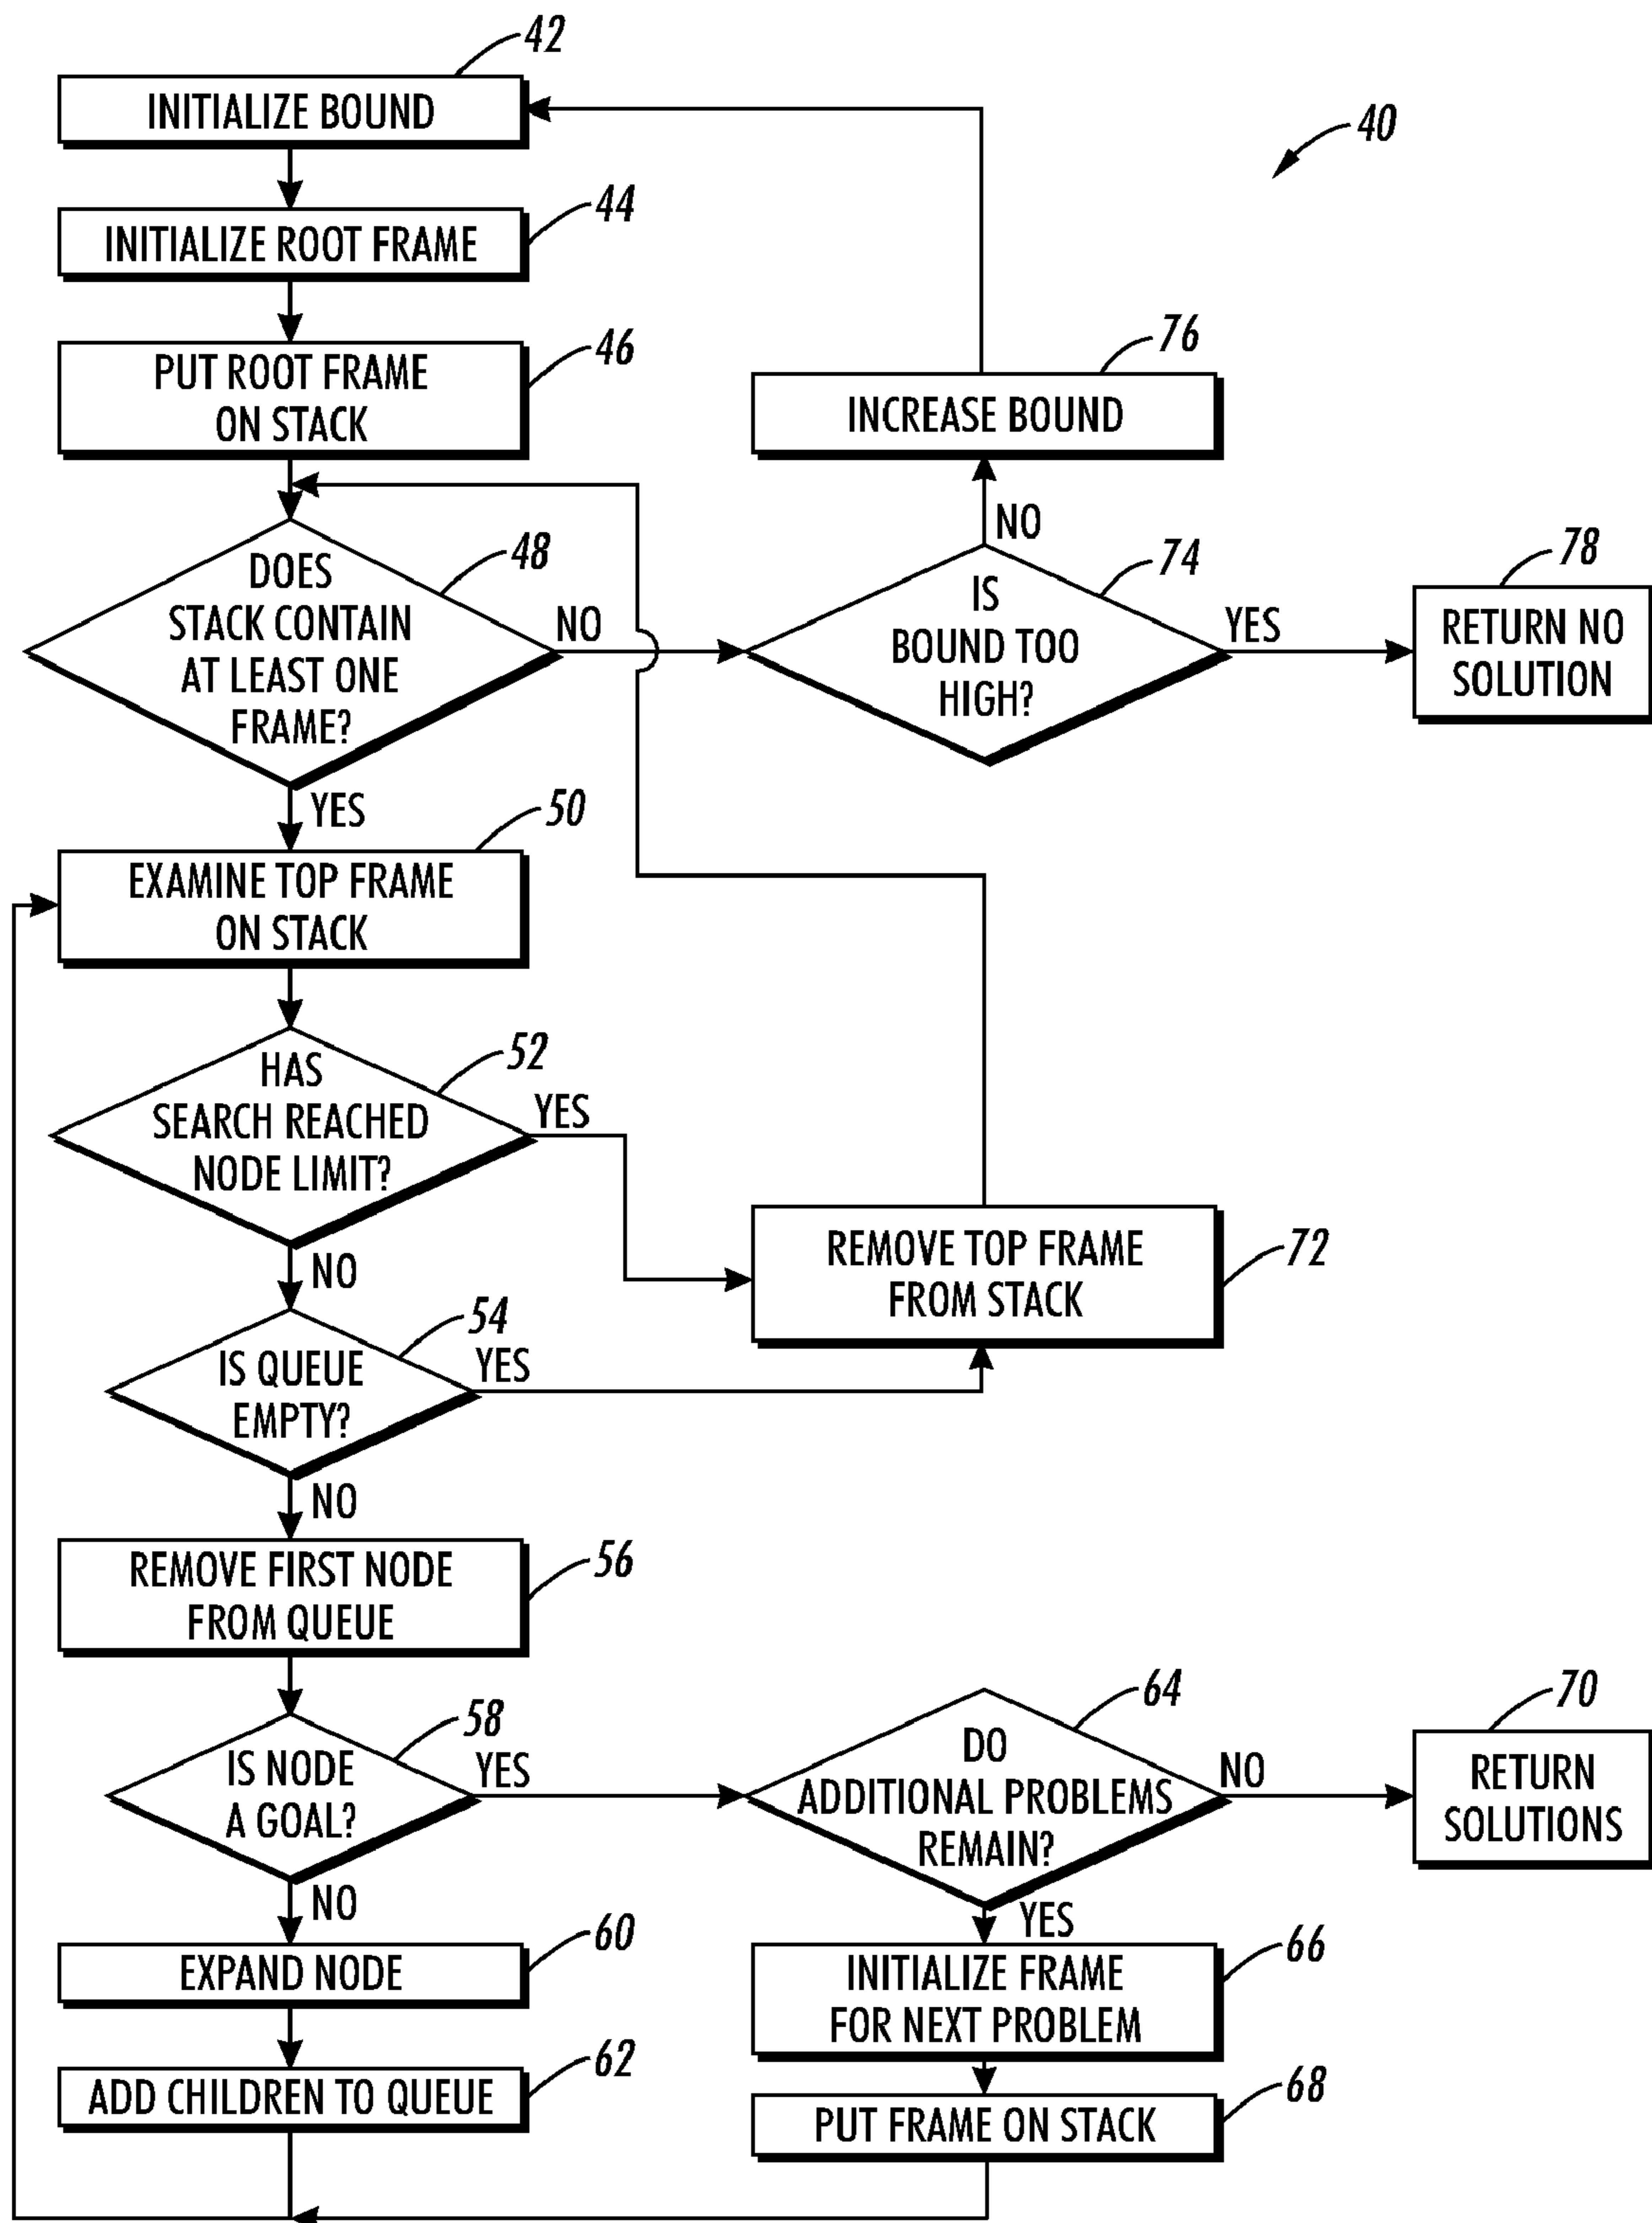 42
INITIALIZE BOUND
40
44
INITIALIZE ROOT FRAME
46
PUT ROOT FRAME
ON STACK
76
INCREASE BOUND
NO
48
DOES
STACK CONTAIN
AT LEAST ONE
FRAME?
NO
74
IS
BOUND TOO
HIGH?
YES
78
RETURN NO
SOLUTION
YES
50
EXAMINE TOP FRAME
ON STACK
52
HAS
SEARCH REACHED
NODE LIMIT?
YES
NO
72
REMOVE TOP FRAME
FROM STACK
54
IS QUEUE
EMPTY?
YES
NO
56
REMOVE FIRST NODE
FROM QUEUE
58
IS NODE
A GOAL?
YES
64
DO
ADDITIONAL PROBLEMS
REMAIN?
NO
70
RETURN
SOLUTIONS
NO
YES
60
EXPAND NODE
66
INITIALIZE FRAME
FOR NEXT PROBLEM
62
ADD CHILDREN TO QUEUE
68
PUT FRAME ON STACK